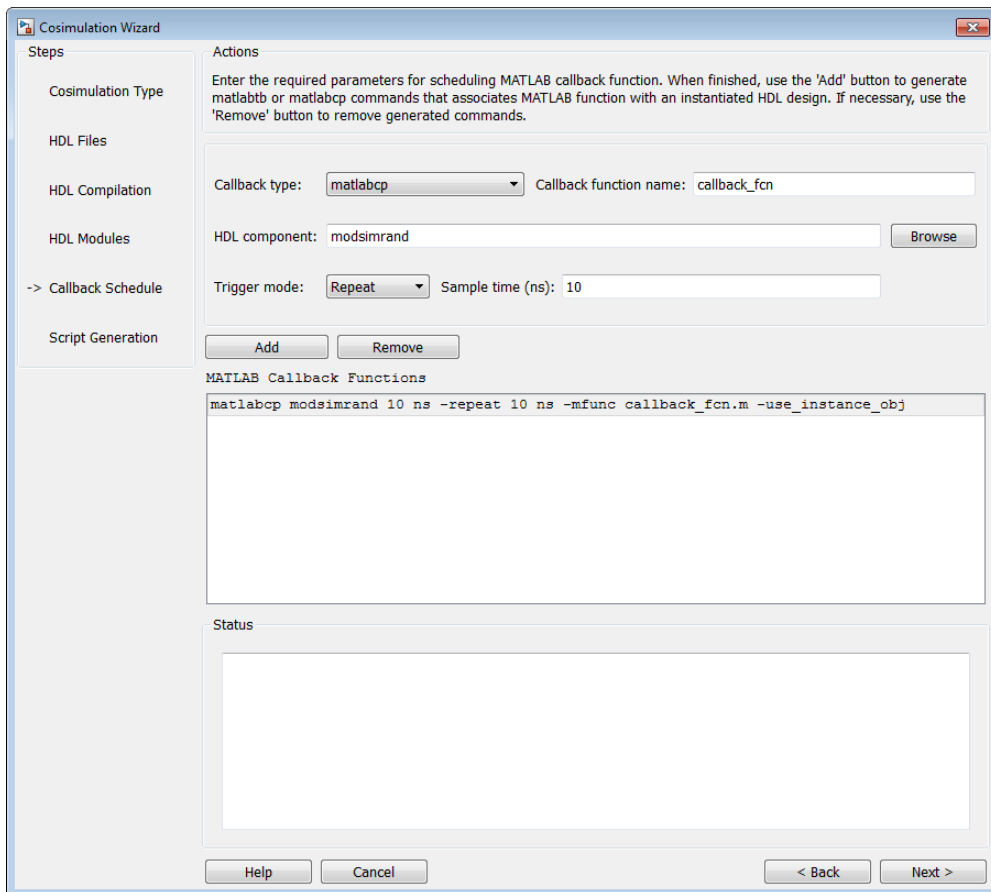 Cosimulation Wizard
Steps
Cosimulation Type
HDL Files
HDL Compilation
HDL Modules
-> Callback Schedule
Script Generation
Actions
Enter the required parameters for scheduling MATLAB callback function. When finished, use the 'Add' button to generate
matlabtb or matlabcp commands that associates MATLAB function with an instantiated HDL design. If necessary, use the
'Remove' button to remove generated commands.
Callback type: matlabcp Callback function name: callback_fcn
HDL component: modsimrand Browse
Trigger mode: Repeat Sample time (ns): 10
Add Remove
MATLAB Callback Functions
matlabcp modsimrand 10 ns -repeat 10 ns -mfunc callback_fcn.m -use_instance_obj
Status
Help Cancel < Back Next >